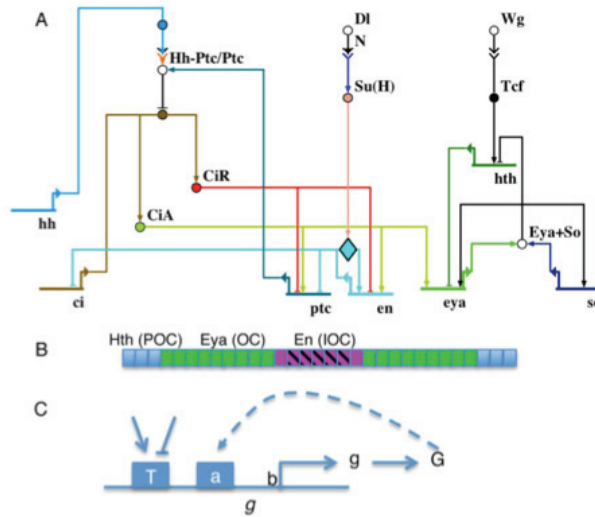 A
Dl
N
Wg
Hh-Ptc/Ptc
Su(H)
Tcf
hth
CiR
hh
CiA
Eya+So
ci
ptc
en
eya
B
Hth (POC) Eya (OC) En (IOC)
C
T
a
b
g
G
g